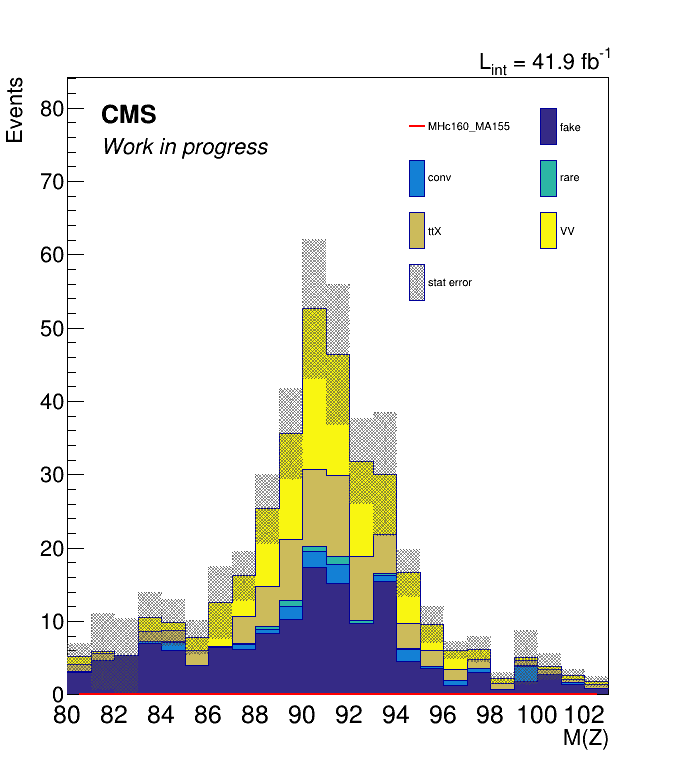 L_int = 41.9 fb^-1
Events
CMS
Work in progress
MHc160_MA155
fake
conv
rare
ttX
VV
stat error
80
70
60
50
40
30
20
10
0
80 82 84 86 88 90 92 94 96 98 100 102
M(Z)